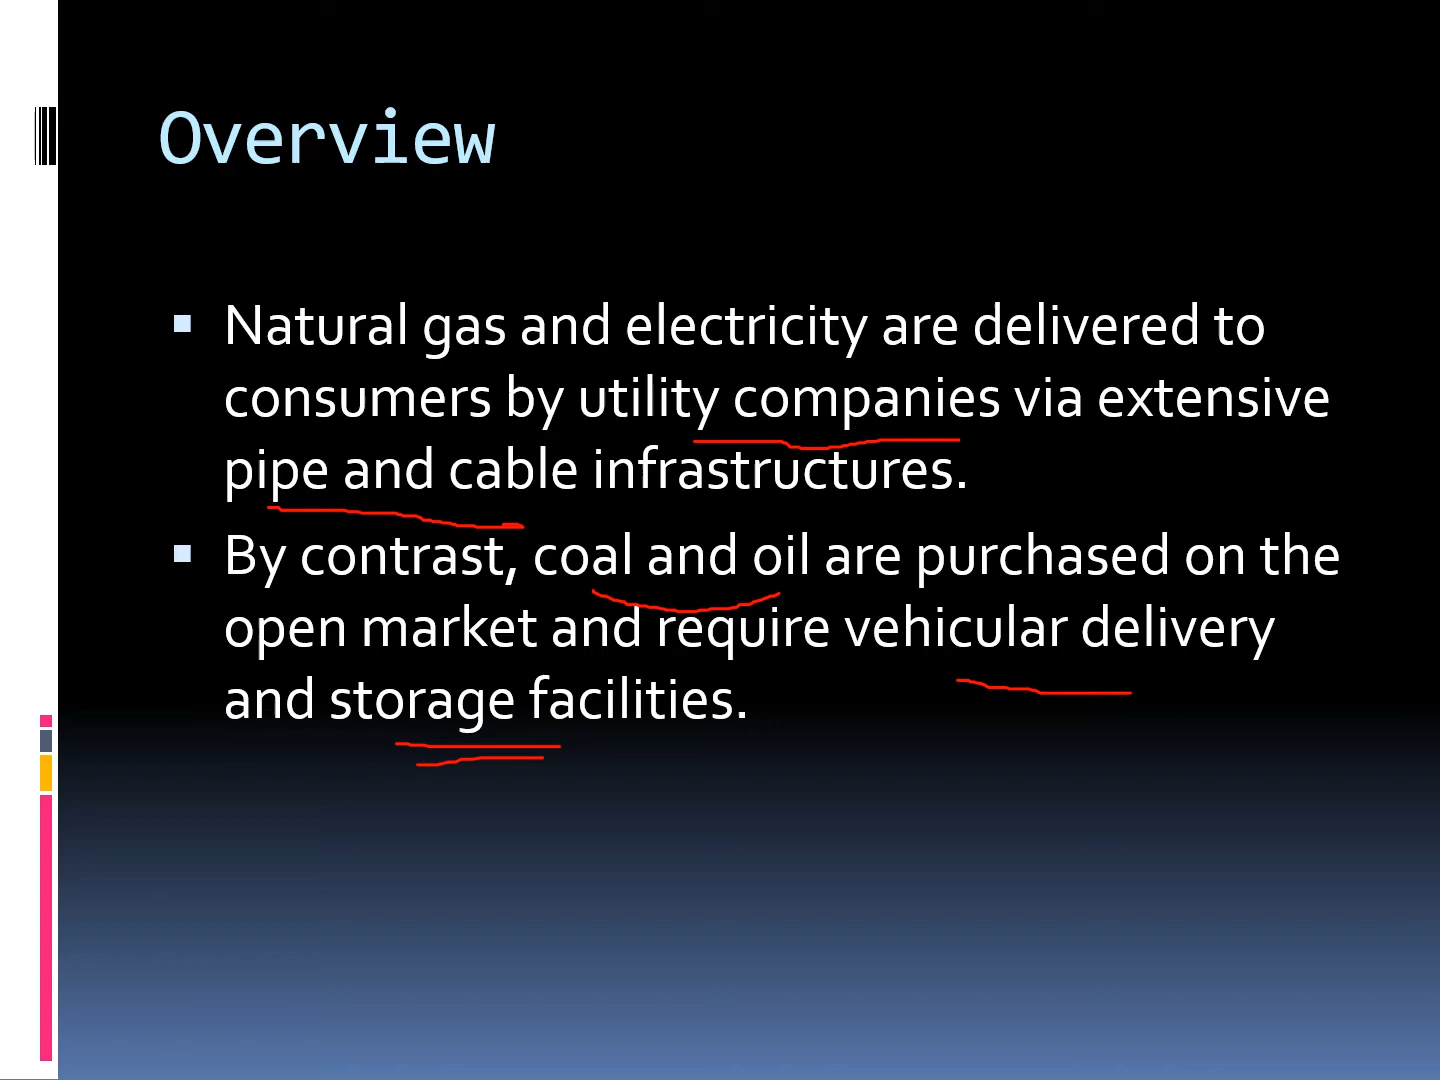 Overview
▪ Natural gas and electricity are delivered to
consumers by utility companies via extensive
pipe and cable infrastructures.
▪ By contrast, coal and oil are purchased on the
open market and require vehicular delivery
and storage facilities.